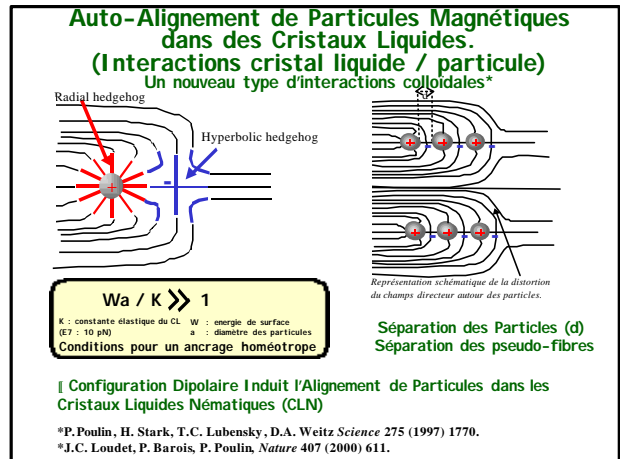 Auto-Alignement de Particules Magnétiques
dans des Cristaux Liquides.
(Interactions cristal liquide / particule)
Un nouveau type d'interactions colloïdales*
Radial hedgehog
Hyperbolic hedgehog
d
+
-
+ - + - + -
+ - + - + -
Représentation schématique de la distortion
du champs directeur autour des particles.
Wa / K >> 1
K : constante élastique du CL W : energie de surface
(E7 : 10 pN) a : diamètre des particules
Conditions pour un ancrage homéotrope
Séparation des Particles (d)
Séparation des pseudo-fibres
Configuration Dipolaire Induit l'Alignement de Particules dans les
Cristaux Liquides Nématiques (CLN)
*P.Poulin, H. Stark, T.C. Lubensky, D.A. Weitz Science 275 (1997) 1770.
*J.C. Loudet, P. Barois, P. Poulin, Nature 407 (2000) 611.